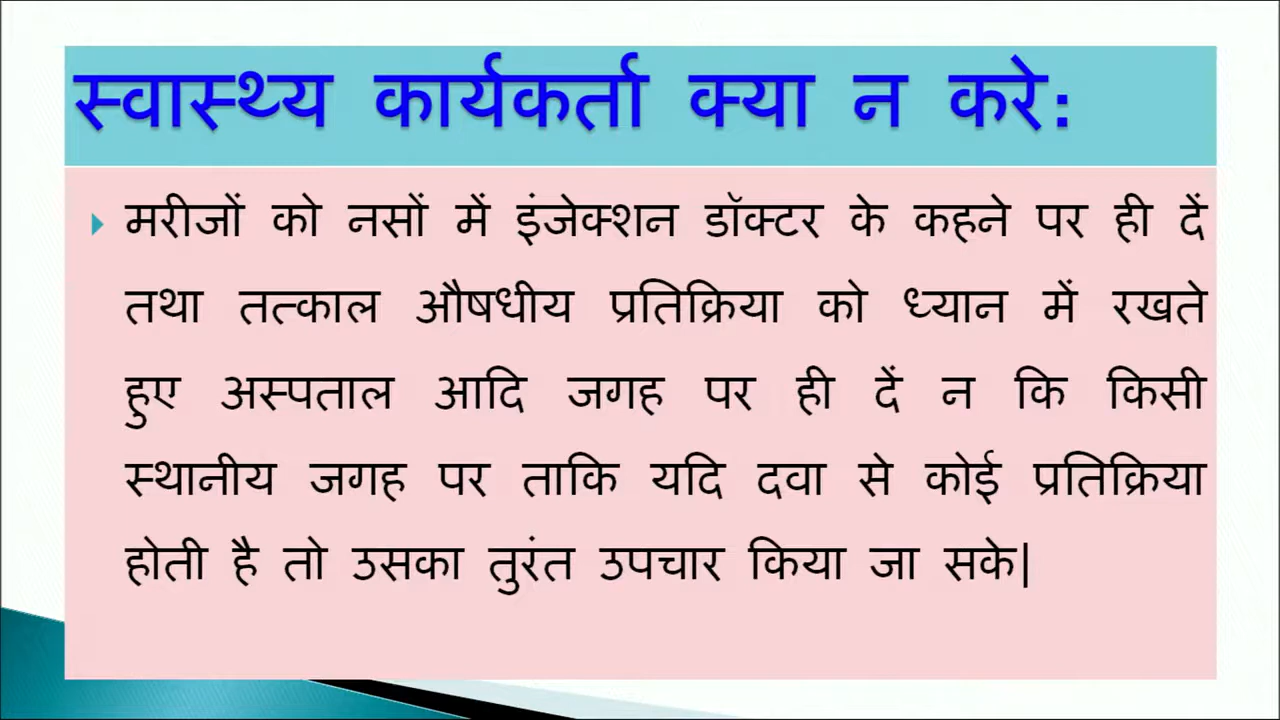 स्वास्थ्य कार्यकर्ता क्या न करे:
मरीजों को नसों में इंजेक्शन डॉक्टर के कहने पर ही दें
तथा तत्काल औषधीय प्रतिक्रिया को ध्यान में रखते
हुए अस्पताल आदि जगह पर ही दें न कि किसी
स्थानीय जगह पर ताकि यदि दवा से कोई प्रतिक्रिया
होती है तो उसका तुरंत उपचार किया जा सके|